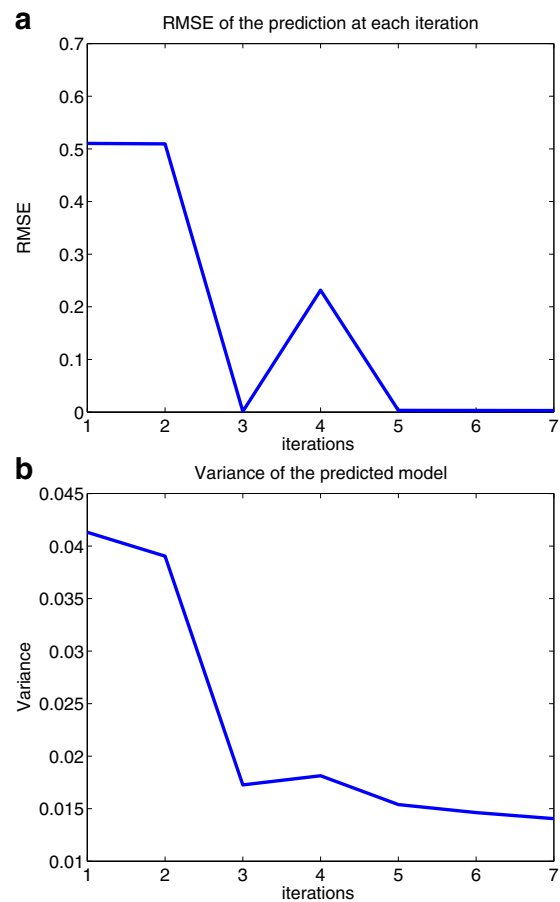 a
RMSE of the prediction at each iteration
0.7
0.6
0.5
0.4
0.3
0.2
0.1
0
RMSE
1 2 3 4 5 6 7
iterations
b
Variance of the predicted model
0.045
0.04
0.035
0.03
0.025
0.02
0.015
0.01
Variance
1 2 3 4 5 6 7
iterations